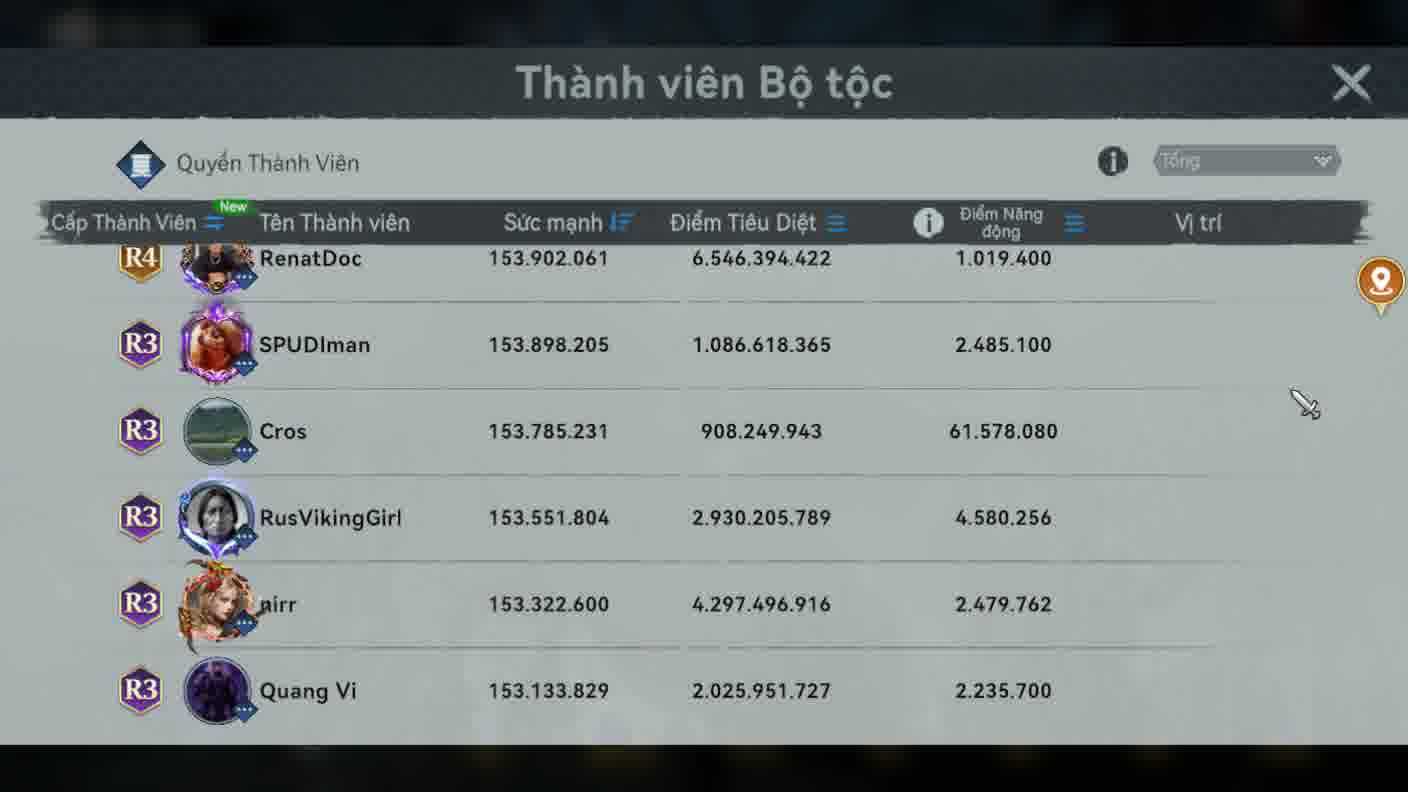 Thành viên Bộ tộc
Quyển Thành Viên
Tổng
New
Cấp Thành Viên Tên Thành viên Sức mạnh Điểm Tiêu Diệt Điểm Năng động Vị trí
R4 RenatDoc 153.902.061 6.546.394.422 1.019.400
R3 SPUDIman 153.898.205 1.086.618.365 2.485.100
R3 Cros 153.785.231 908.249.943 61.578.080
R3 RusVikingGirl 153.551.804 2.930.205.789 4.580.256
R3 nirr 153.322.600 4.297.496.916 2.479.762
R3 Quang Vi 153.133.829 2.025.951.727 2.235.700